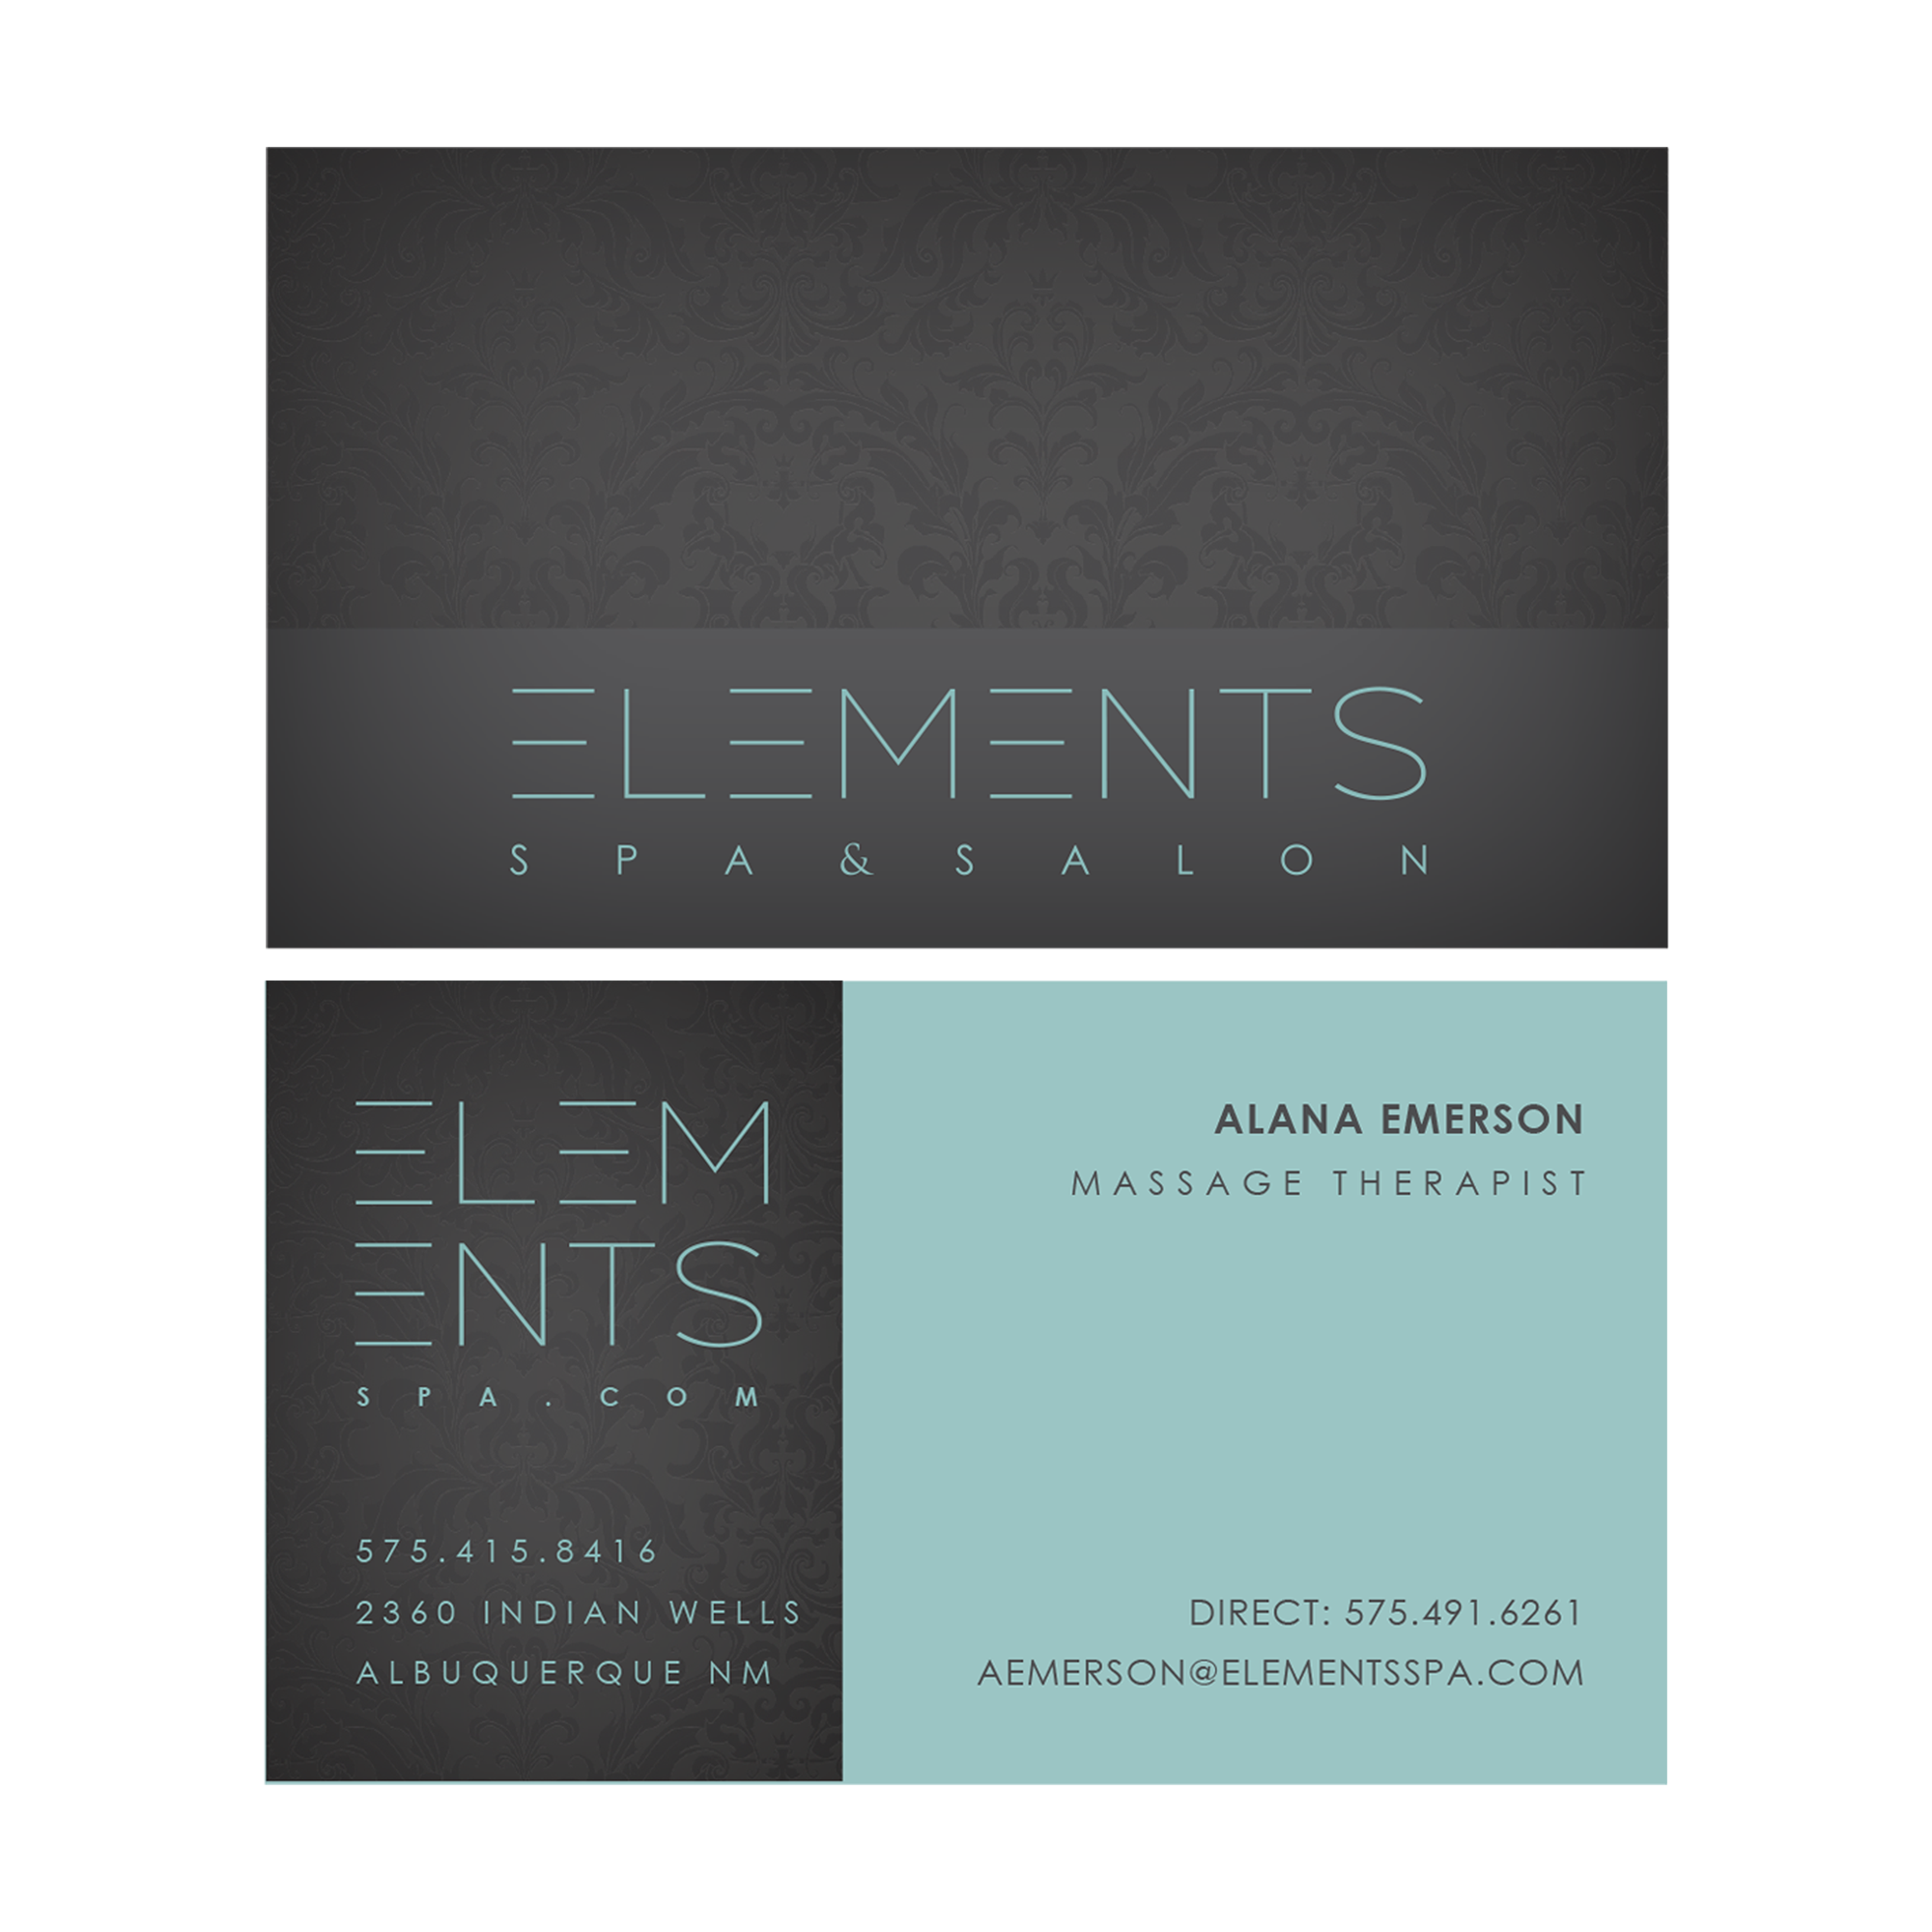 ELEMENTS
SPA & SALON
ELEM
ENTS
SPA.COM
575.415.8416
2360 INDIAN WELLS
ALBUQUERQUE NM
ALANA EMERSON
MASSAGE THERAPIST
DIRECT: 575.491.6261
AEMERSON@ELEMENTSSPA.COM